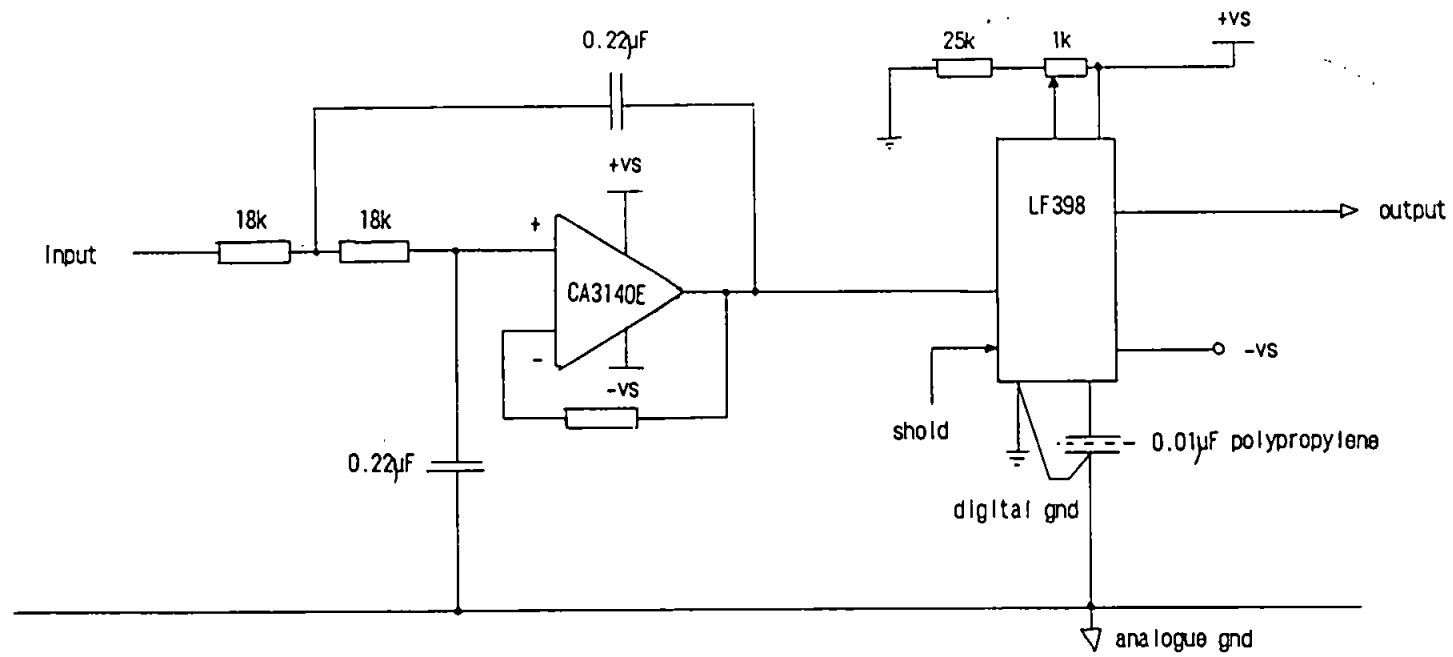 0.22µF
25k
1k
+vs
+vs
LF398
18k
18k
+
output
Input
CA3140E
-
-vs
-vs
shold
0.22µF
0.01µF polypropylene
digital gnd
analogue gnd